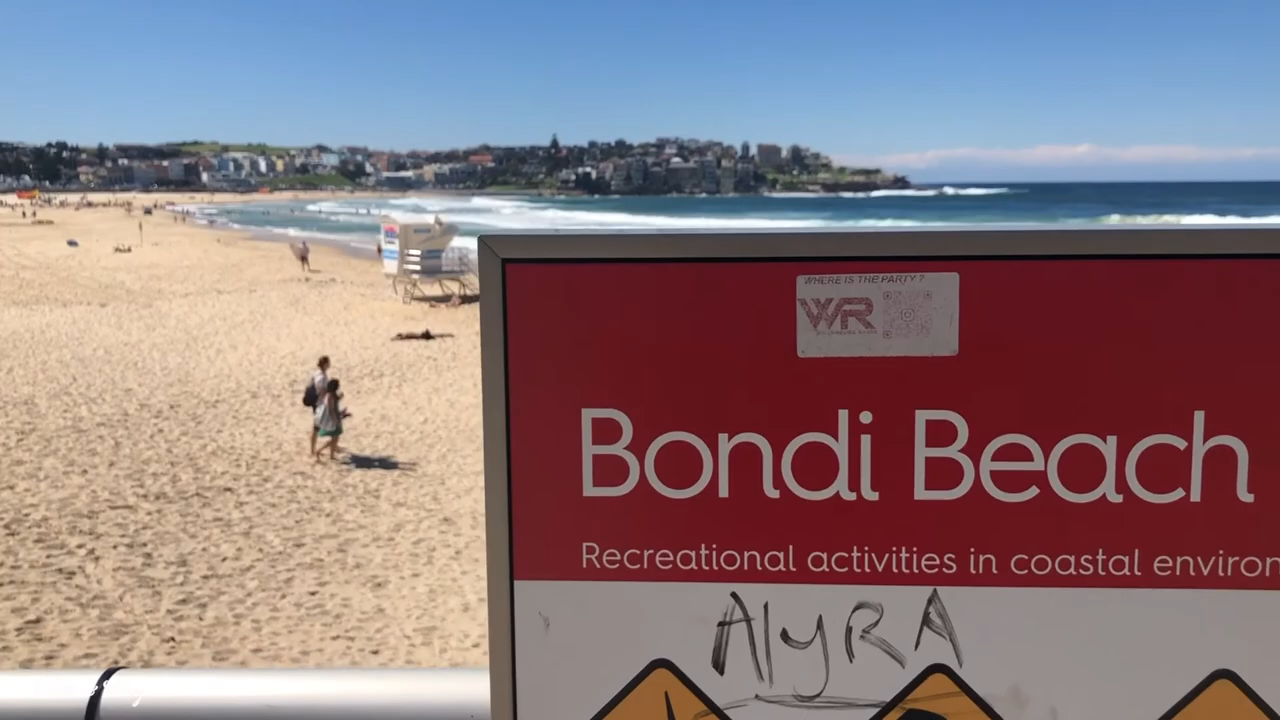 WHERE IS THE PARTY ?
WR
Bondi Beach
Recreational activities in coastal environ
AlyRA